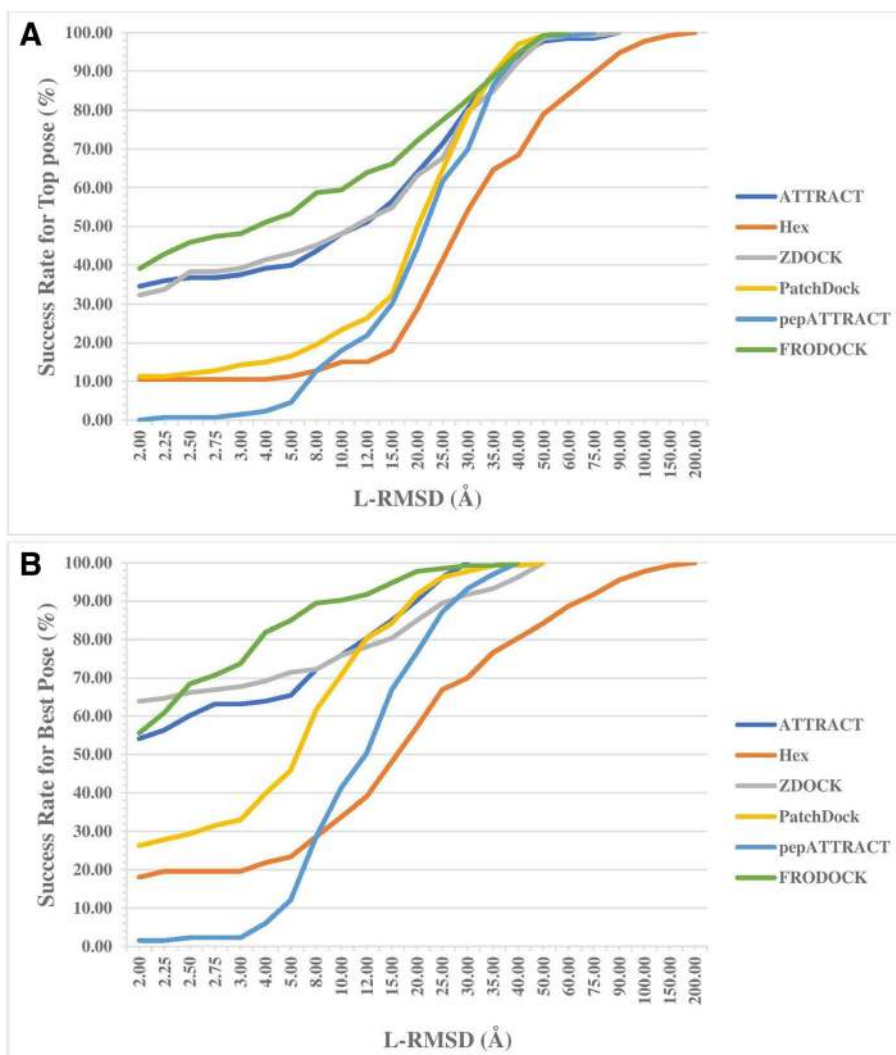 A
Success Rate for Top pose (%)
100.00
90.00
80.00
70.00
60.00
50.00
40.00
30.00
20.00
10.00
0.00
2.00 2.25 2.50 2.75 3.00 4.00 5.00 8.00 10.00 12.00 15.00 20.00 25.00 30.00 35.00 40.00 50.00 60.00 75.00 90.00 100.00 150.00 200.00
L-RMSD (Å)
ATTRACT
Hex
ZDOCK
PatchDock
pepATTRACT
FRODOCK
B
Success Rate for Best Pose (%)
100.00
90.00
80.00
70.00
60.00
50.00
40.00
30.00
20.00
10.00
0.00
2.00 2.25 2.50 2.75 3.00 4.00 5.00 8.00 10.00 12.00 15.00 20.00 25.00 30.00 35.00 40.00 50.00 60.00 75.00 90.00 100.00 150.00 200.00
L-RMSD (Å)
ATTRACT
Hex
ZDOCK
PatchDock
pepATTRACT
FRODOCK